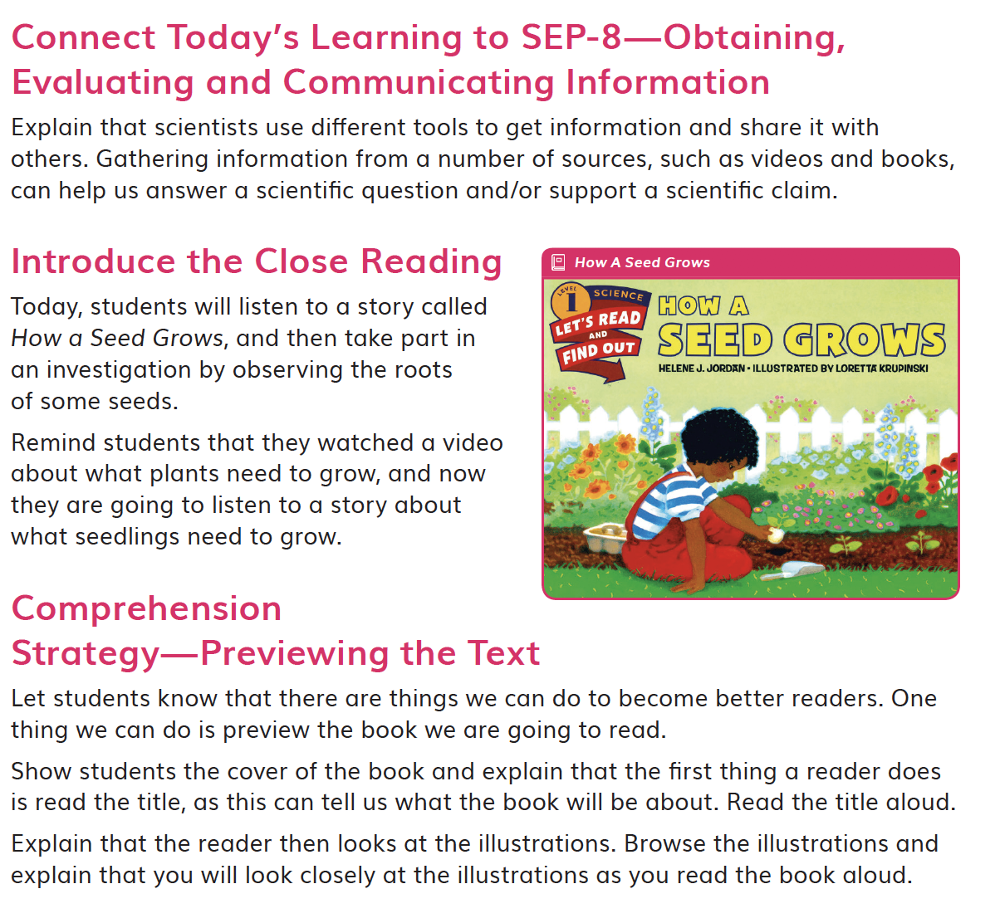 Connect Today's Learning to SEP-8—Obtaining,
Evaluating and Communicating Information
Explain that scientists use different tools to get information and share it with
others. Gathering information from a number of sources, such as videos and books,
can help us answer a scientific question and/or support a scientific claim.
Introduce the Close Reading
Today, students will listen to a story called
How a Seed Grows, and then take part in
an investigation by observing the roots
of some seeds.
Remind students that they watched a video
about what plants need to grow, and now
they are going to listen to a story about
what seedlings need to grow.
How A Seed Grows
LEVEL
1
SCIENCE
LET'S READ
AND
FIND OUT
HOW A
SEED GROWS
HELENE J. JORDAN • ILLUSTRATED BY LORETTA KRUPINSKI
Comprehension
Strategy—Previewing the Text
Let students know that there are things we can do to become better readers. One
thing we can do is preview the book we are going to read.
Show students the cover of the book and explain that the first thing a reader does
is read the title, as this can tell us what the book will be about. Read the title aloud.
Explain that the reader then looks at the illustrations. Browse the illustrations and
explain that you will look closely at the illustrations as you read the book aloud.